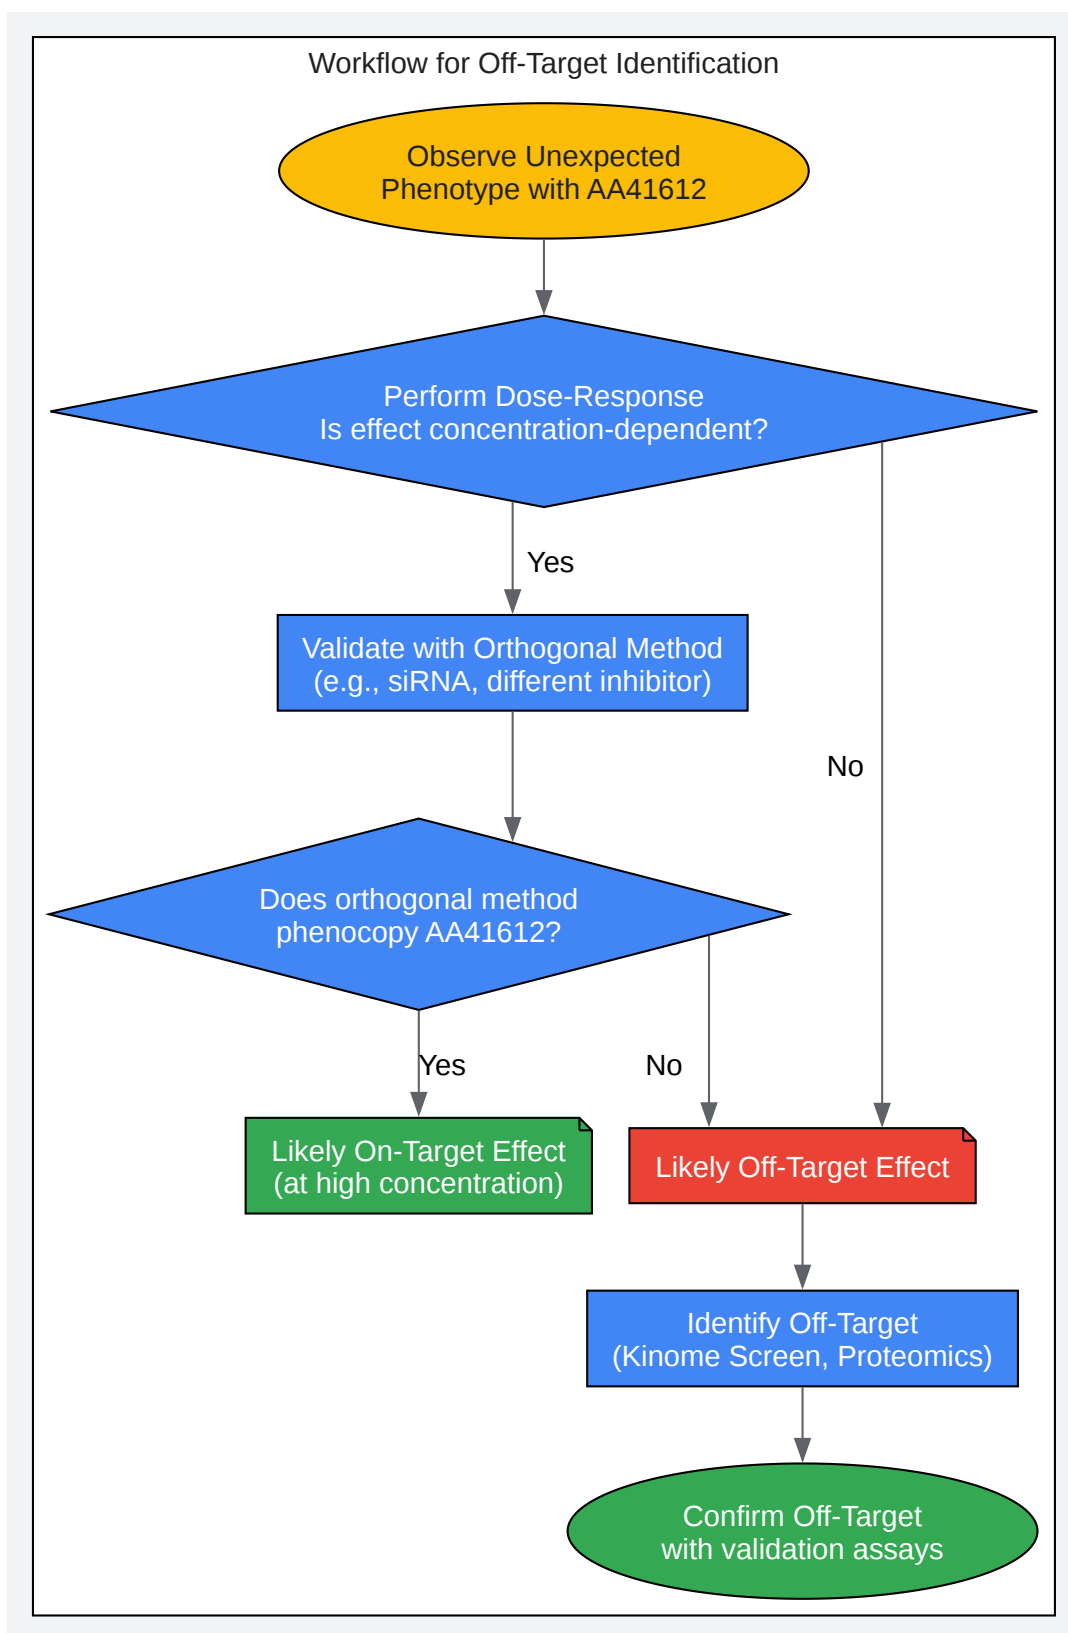 Workflow for Off-Target Identification
Observe Unexpected
Phenotype with AA41612
Perform Dose-Response
Is effect concentration-dependent?
Yes
Validate with Orthogonal Method
(e.g., siRNA, different inhibitor)
No
Does orthogonal method
phenocopy AA41612?
Yes
No
Likely On-Target Effect
(at high concentration)
Likely Off-Target Effect
Identify Off-Target
(Kinome Screen, Proteomics)
Confirm Off-Target
with validation assays